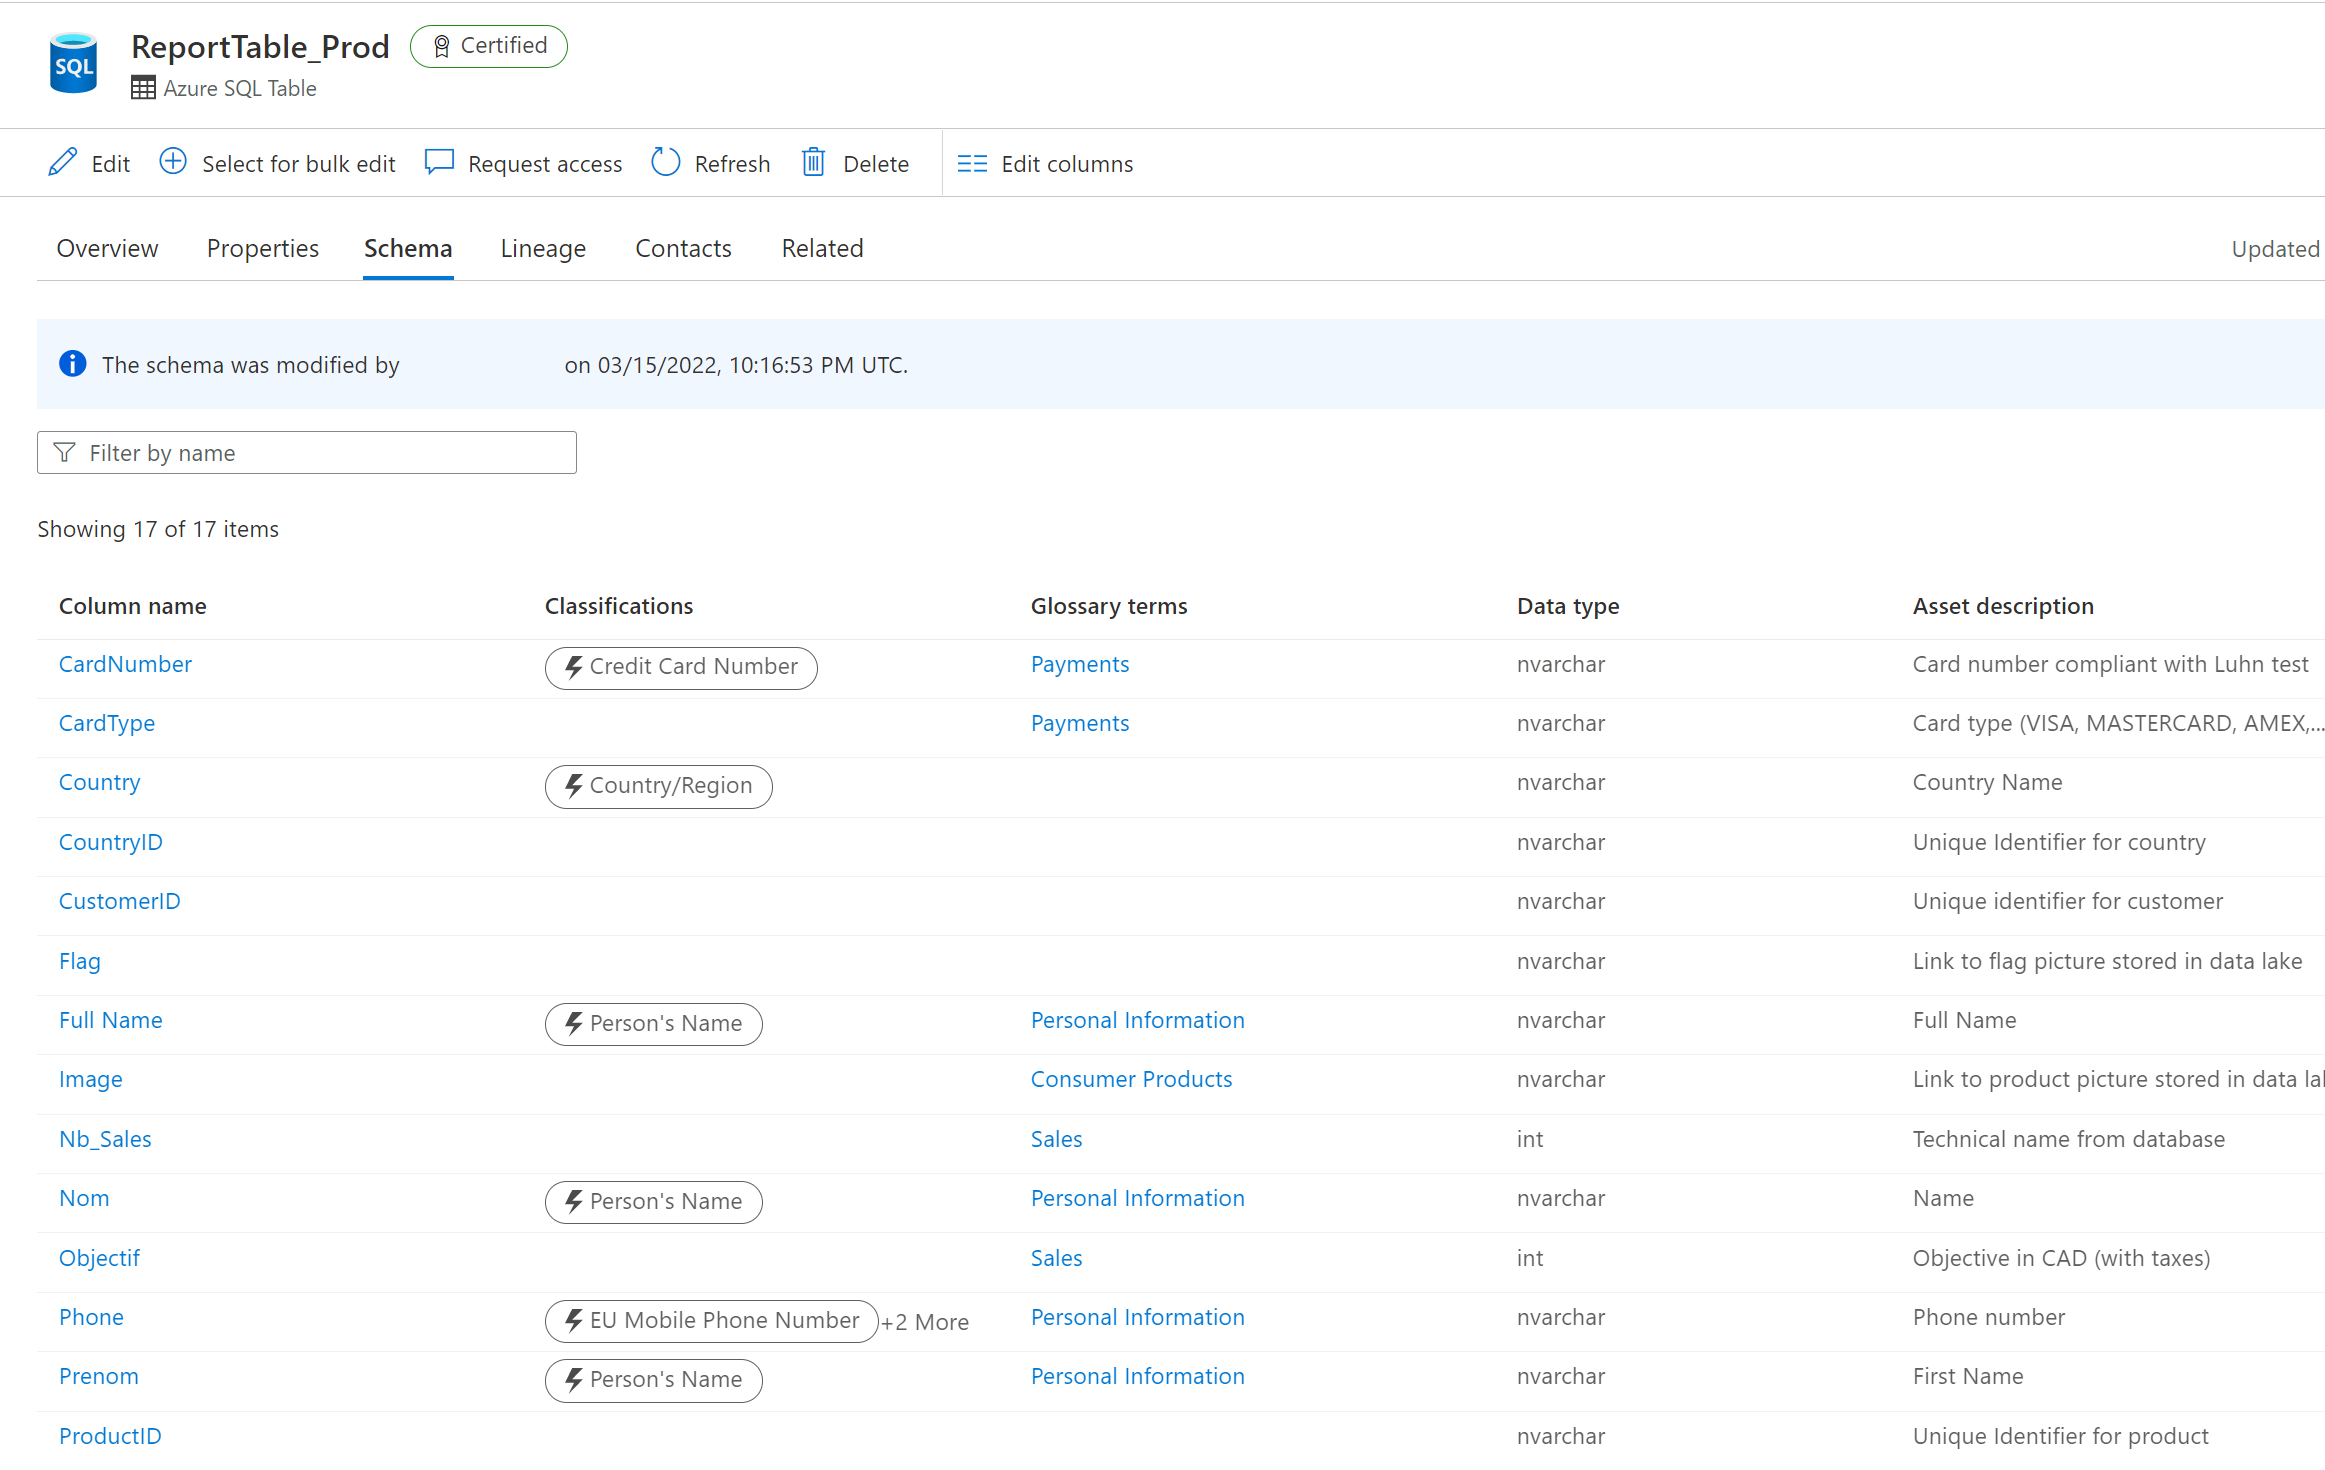 SQL
ReportTable_Prod Certified
Azure SQL Table
Edit Select for bulk edit Request access Refresh Delete Edit columns
Overview Properties Schema Lineage Contacts Related Updated
The schema was modified by on 03/15/2022, 10:16:53 PM UTC.
Filter by name
Showing 17 of 17 items
Column name Classifications Glossary terms Data type Asset description
CardNumber Credit Card Number Payments nvarchar Card number compliant with Luhn test
CardType Payments nvarchar Card type (VISA, MASTERCARD, AMEX,...
Country Country/Region nvarchar Country Name
CountryID nvarchar Unique Identifier for country
CustomerID nvarchar Unique identifier for customer
Flag nvarchar Link to flag picture stored in data lake
Full Name Person's Name Personal Information nvarchar Full Name
Image Consumer Products nvarchar Link to product picture stored in data la
Nb_Sales Sales int Technical name from database
Nom Person's Name Personal Information nvarchar Name
Objectif Sales int Objective in CAD (with taxes)
Phone EU Mobile Phone Number +2 More Personal Information nvarchar Phone number
Prenom Person's Name Personal Information nvarchar First Name
ProductID nvarchar Unique Identifier for product